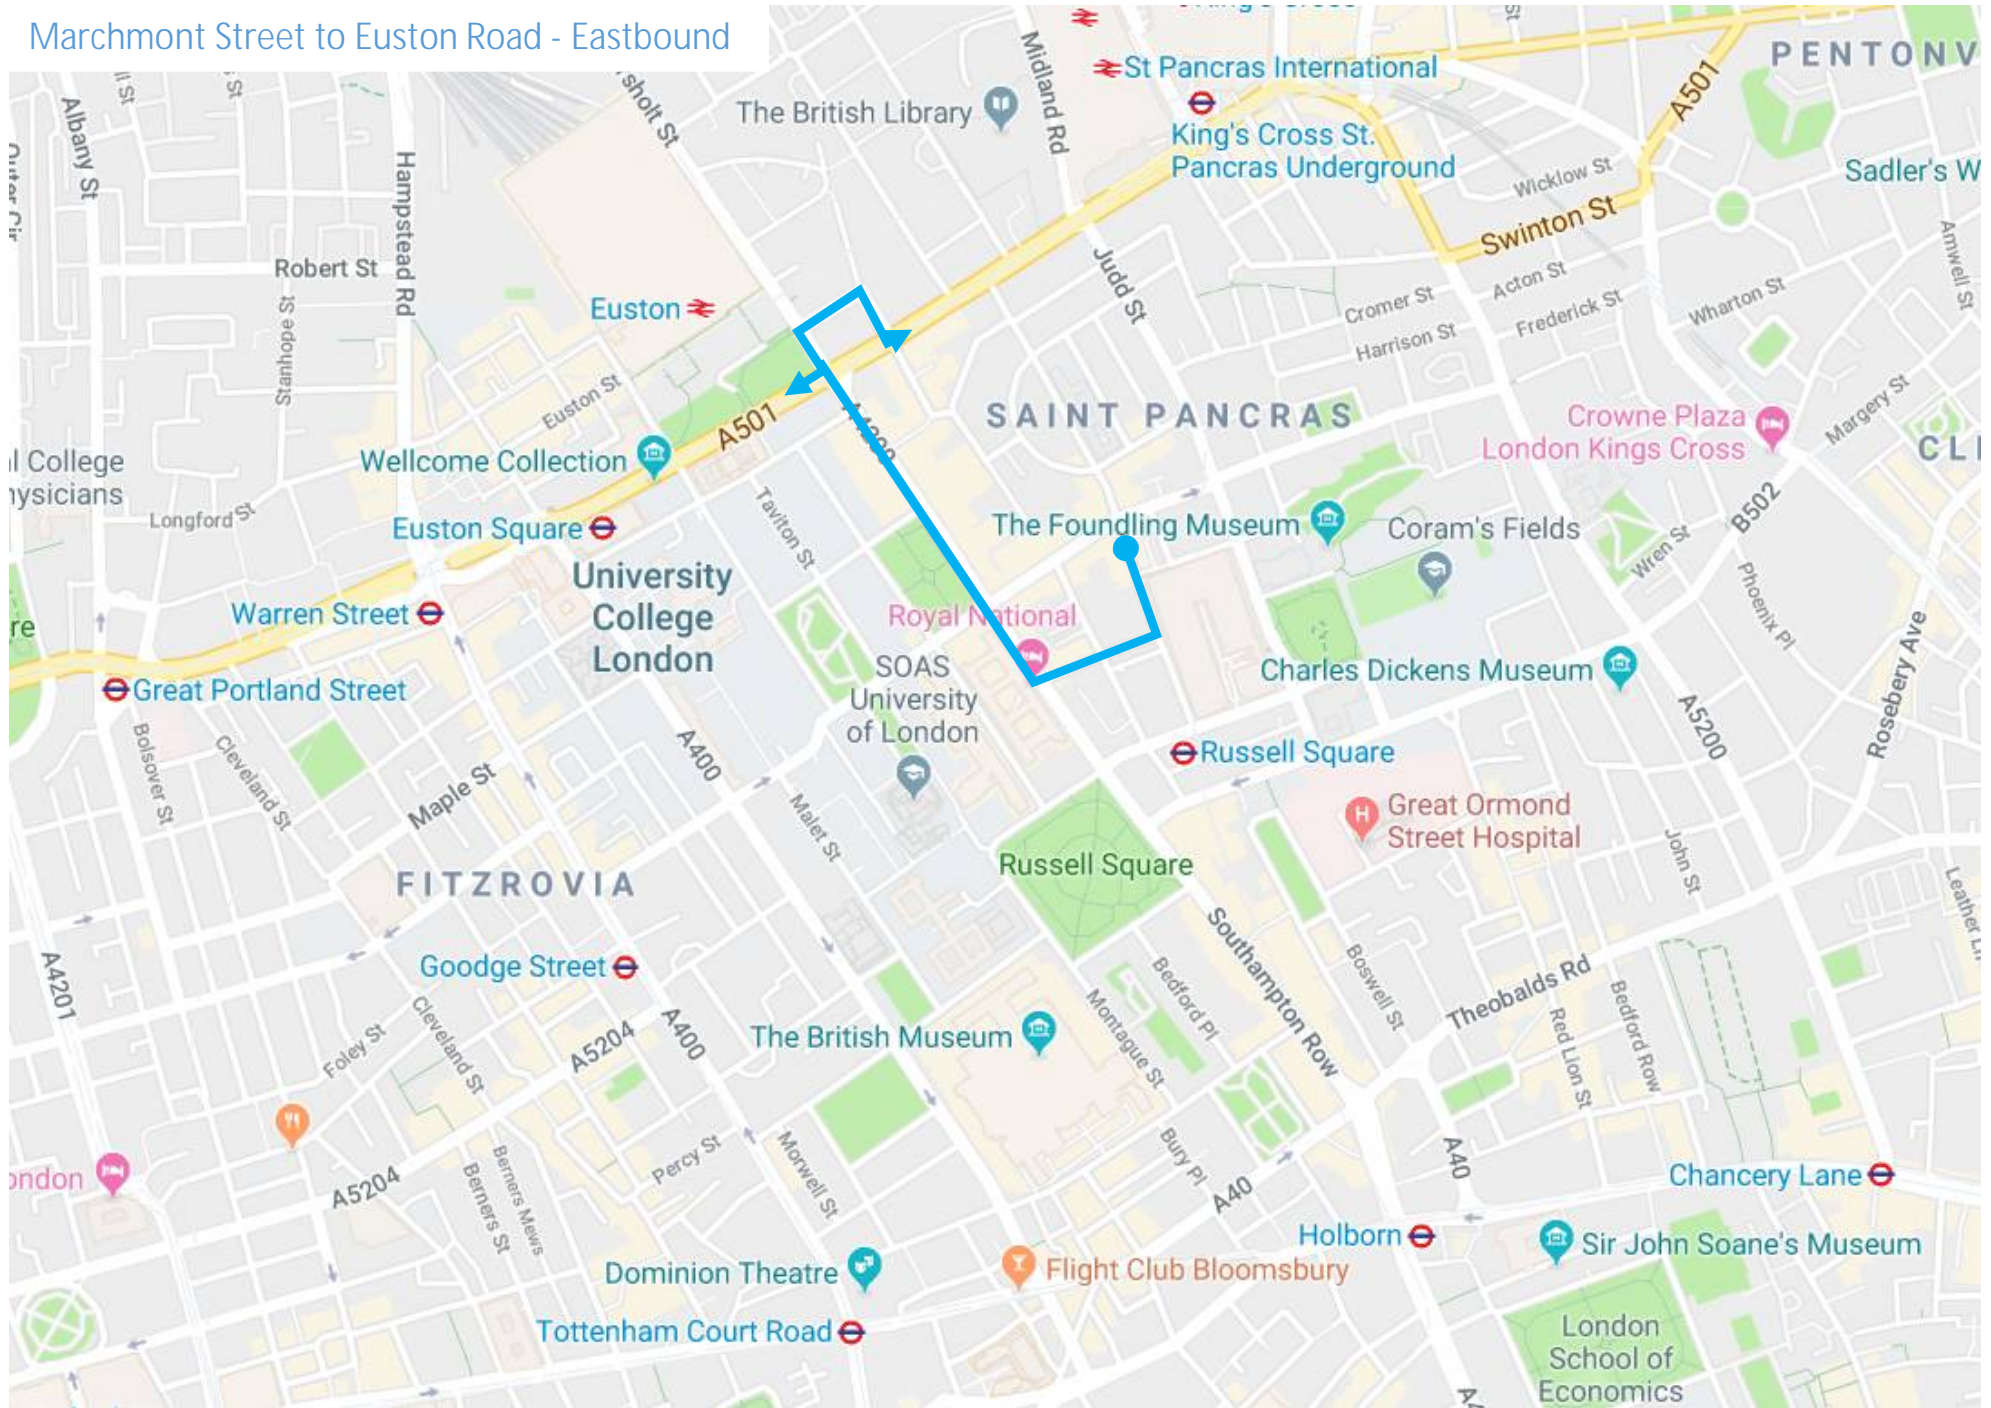 Marchmont Street to Euston Road - Eastbound
St Pancras International
King's Cross St.
Pancras Underground
The British Library
Midland Rd
PENTONV
A501
Sadler's W
Wicklow St
Swinton St
Amwell St
Albany St
Hampstead Rd
Robert St
Stanhope St
Euston
Euston St
A501
Judd St
Cromer St
Harrison St
Acton St
Frederick St
Wharton St
Margery St
SAINT PANCRAS
Crowne Plaza
London Kings Cross
CL
l College
hysicians
Longford St
Wellcome Collection
Euston Square
Taviton St
The Foundling Museum
Coram's Fields
Wren St
B502
Phoenix Pl
Rosebery Ave
University
College
London
Warren Street
re
Great Portland Street
Royal National
SOAS
University
of London
Charles Dickens Museum
A5200
Russell Square
Bolsover St
Cleveland St
Maple St
A400
Malet St
Great Ormond
Street Hospital
John St
Russell Square
FITZROVIA
Southampton Row
Boswell St
Theobalds Rd
Bedford Row
Red Lion St
Bedford Pl
Montague St
A4201
Goodge Street
Foley St
Cleveland St
A5204
A400
The British Museum
Percy St
Morwell St
Bury Pl
A40
A40
Chancery Lane
ondon
A5204
Berners St
Berners Mews
Holborn
Sir John Soane's Museum
Dominion Theatre
Flight Club Bloomsbury
Tottenham Court Road
London
School of
Economics